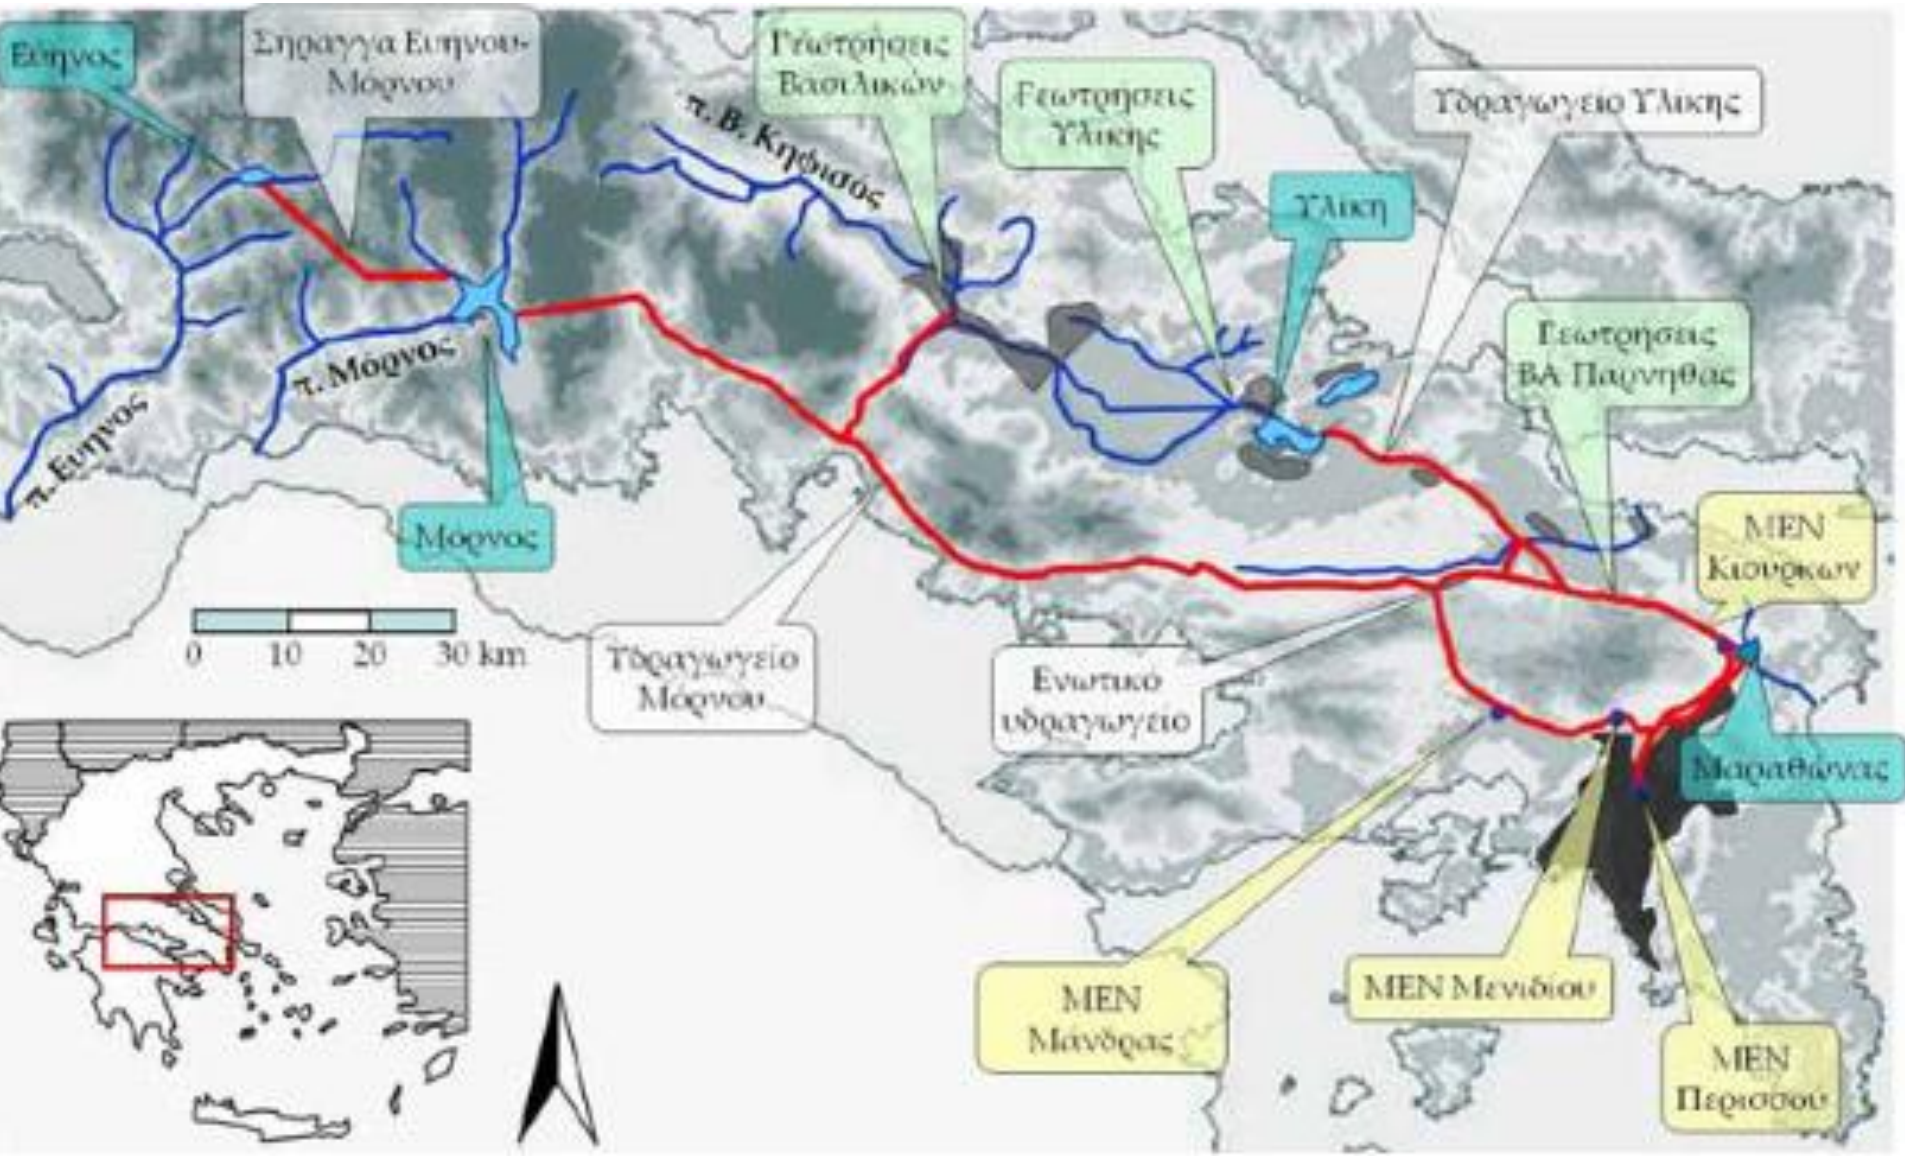 Εύηνος
Σήραγγα Ευήνου-
Μόρνου
Γεωτρήσεις
Βασιλικών
Γεωτρήσεις
Υλίκης
Υδραγωγείο Υλίκης
π. Β. Κηφισός
Υλίκη
Γεωτρήσεις
ΒΑ Πάρνηθας
π. Μόρνος
π. Εύηνος
Μόρνος
ΜΕΝ
Κιούρκων
0 10 20 30 km
Υδραγωγείο
Μόρνου
Ενωτικό
υδραγωγείο
Μαραθώνας
ΜΕΝ
Μάνδρας
ΜΕΝ Μενιδίου
ΜΕΝ
Περισσού